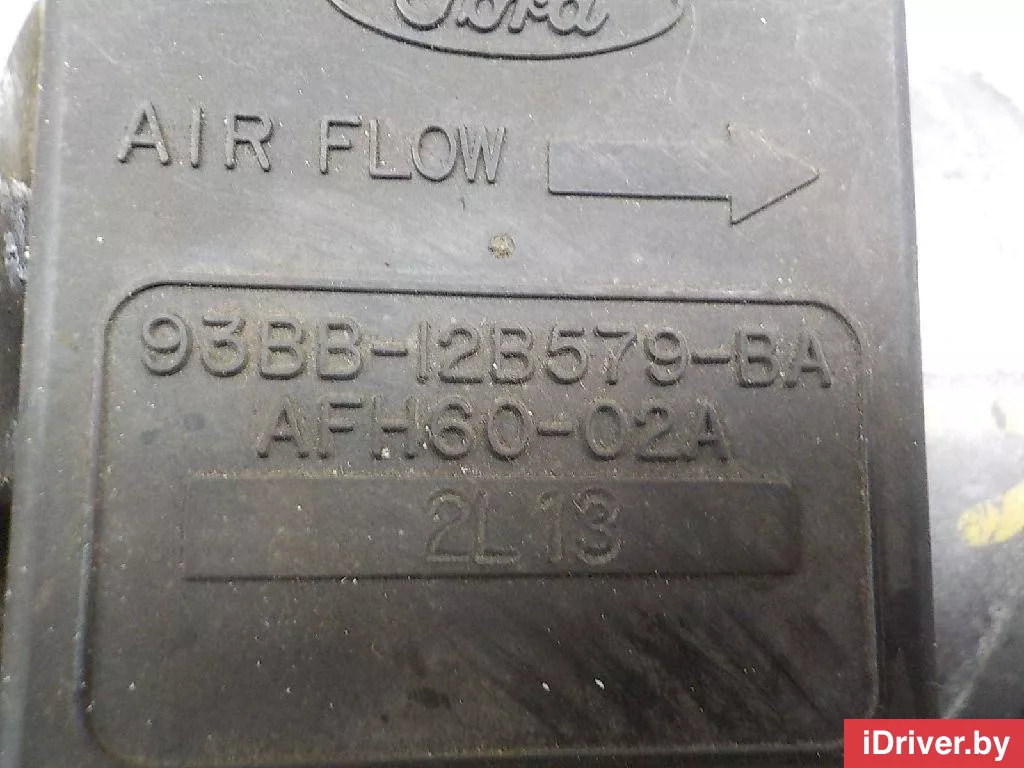 Ford
AIR FLOW
93BB-12B579-BA
AFH60-02A
2L13
iDriver.by